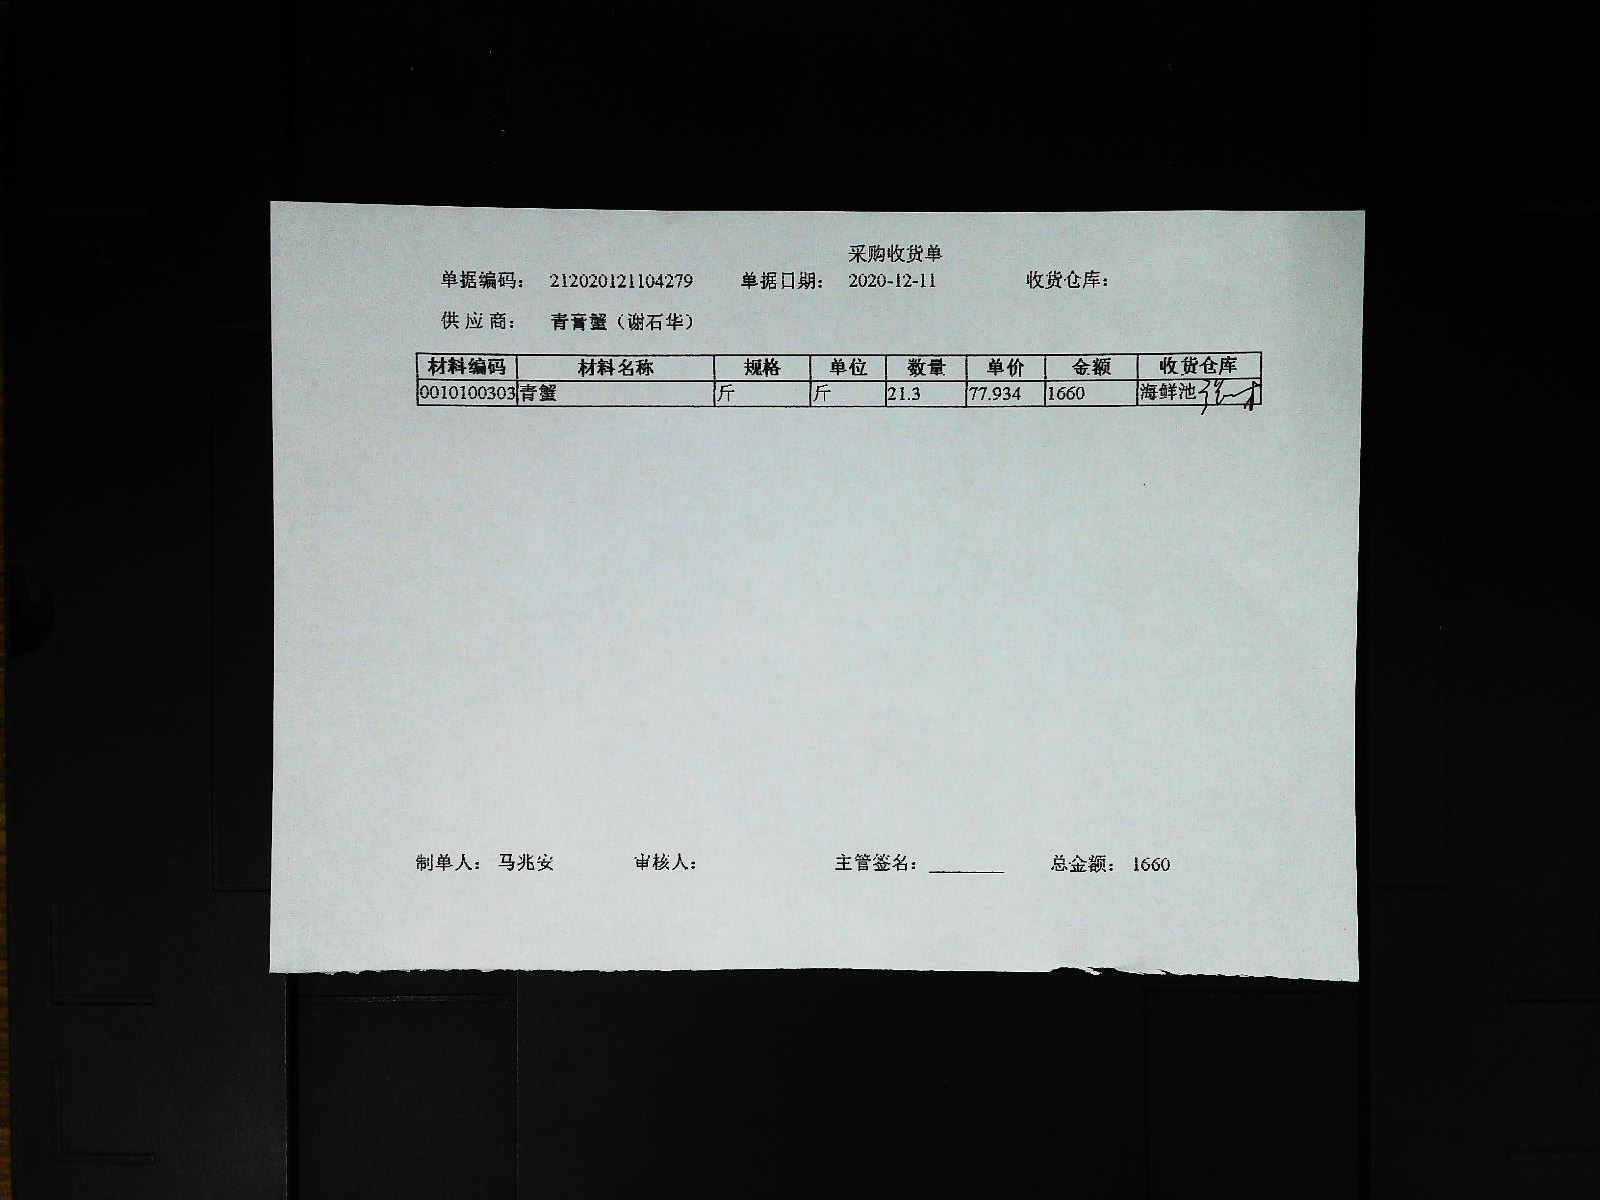 采购收货单
单据编码： 212020121104279 单据日期： 2020-12-11 收货仓库：
供 应 商： 青膏蟹（谢石华）
材料编码 材料名称 规格 单位 数量 单价 金额 收货仓库
0010100303 青蟹 斤 斤 21.3 77.934 1660 海鲜池
制单人： 马兆安 审核人： 主管签名： 总金额： 1660